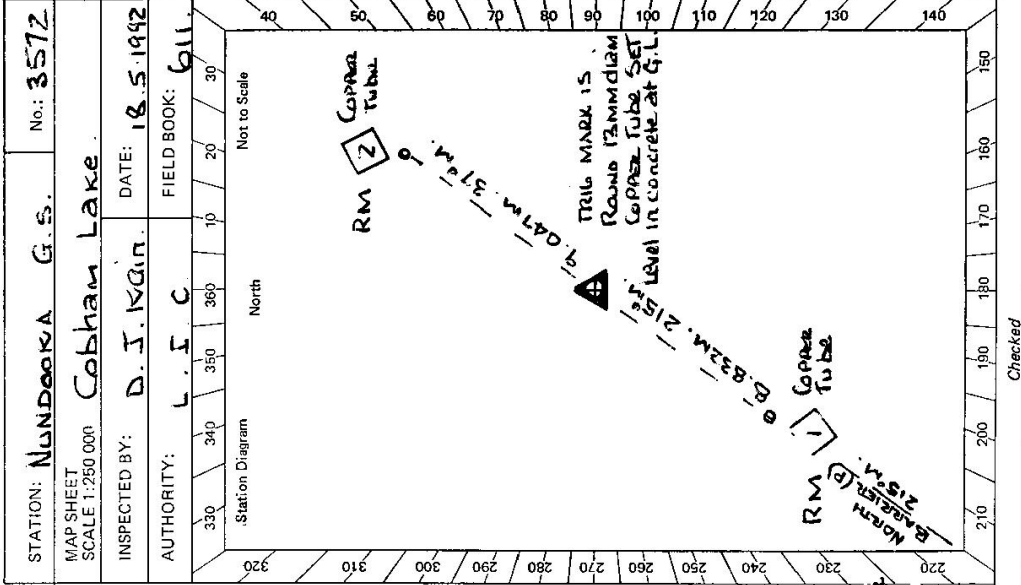 STATION: NUNDOOKA G.S. No.: 3572
MAP SHEET
SCALE 1:250 000 Cobham Lake.
INSPECTED BY: D. J. Kain. DATE: 18.5.1992
AUTHORITY: L. I C FIELD BOOK: 611.
330 340 350 360 10 20 30
Station Diagram North Not to Scale
40
50
60
70
80
90
100
110
120
130
140
150
160
170
180
190
200
210
220
230
240
250
260
270
280
290
300
310
320
RM 2 COPPER
TUBE
9.047M. 37°M.
TRIG MARK IS
ROUND 13MM DIAM
COPPER TUBE SET
LEVEL IN CONCRETE AT G.L.
8.832M. 215°M
RM 1 COPPER
TUBE
NORTH
BARRIER (P)
215°M.
Checked